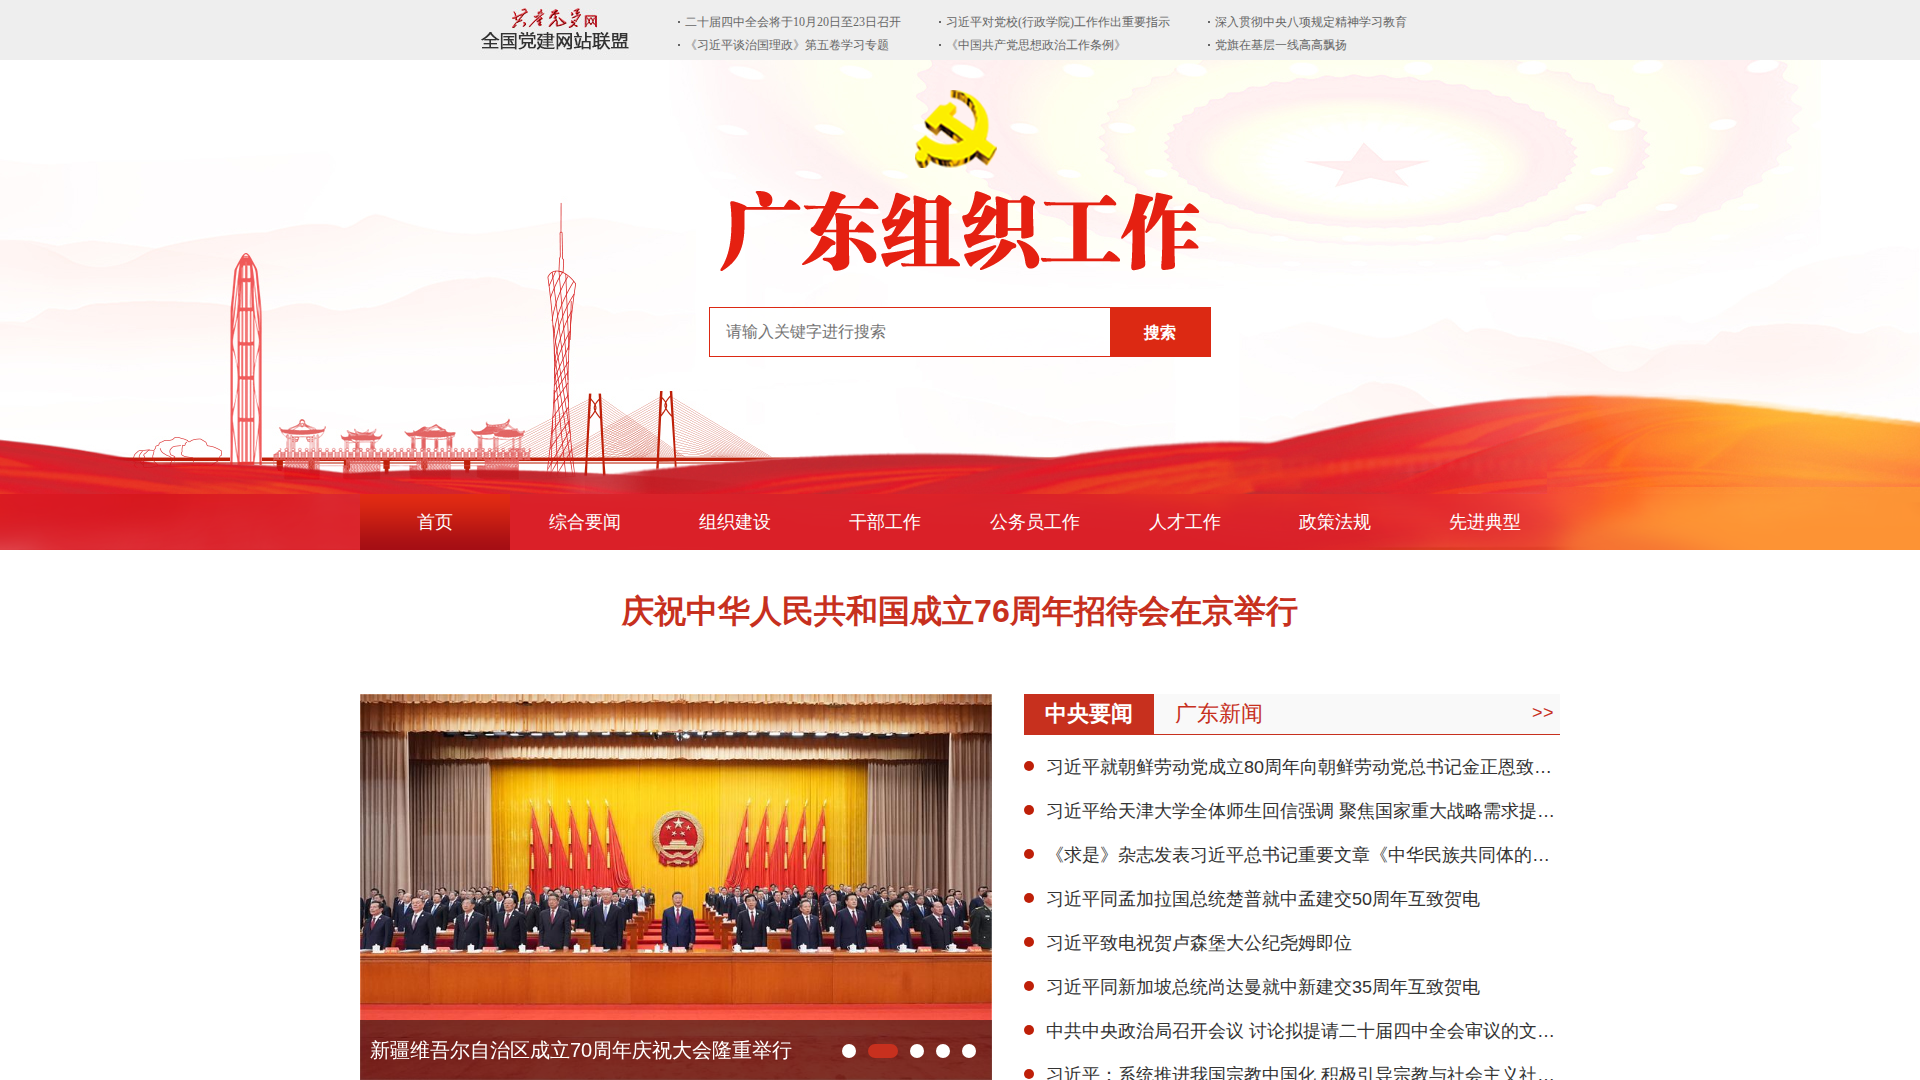 共产党员网
全国党建网站联盟
· 二十届四中全会将于10月20日至23日召开
· 习近平对党校(行政学院)工作作出重要指示
· 深入贯彻中央八项规定精神学习教育
· 《习近平谈治国理政》第五卷学习专题
· 《中国共产党思想政治工作条例》
· 党旗在基层一线高高飘扬
广东组织工作
请输入关键字进行搜索
搜索
首页 综合要闻 组织建设 干部工作 公务员工作 人才工作 政策法规 先进典型
庆祝中华人民共和国成立76周年招待会在京举行
新疆维吾尔自治区成立70周年庆祝大会隆重举行
中央要闻 广东新闻 >>
习近平就朝鲜劳动党成立80周年向朝鲜劳动党总书记金正恩致…
习近平给天津大学全体师生回信强调 聚焦国家重大战略需求提…
《求是》杂志发表习近平总书记重要文章《中华民族共同体的…
习近平同孟加拉国总统楚普就中孟建交50周年互致贺电
习近平致电祝贺卢森堡大公纪尧姆即位
习近平同新加坡总统尚达曼就中新建交35周年互致贺电
中共中央政治局召开会议 讨论拟提请二十届四中全会审议的文…
习近平：系统推进我国宗教中国化 积极引导宗教与社会主义社…